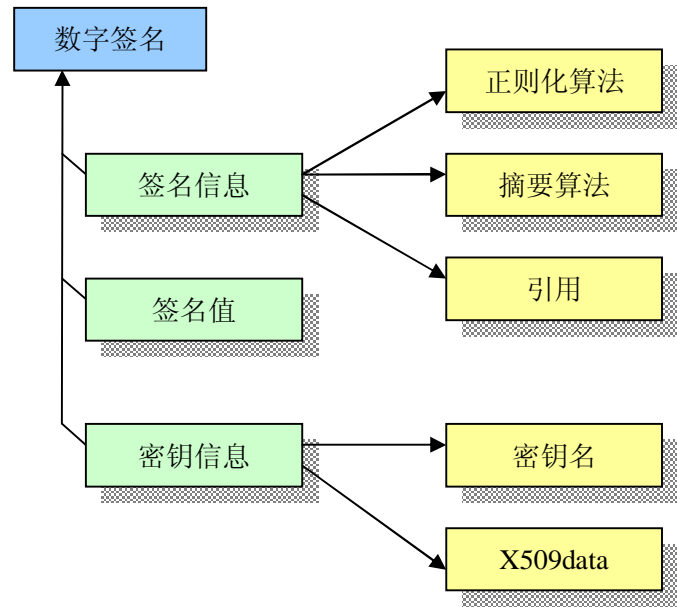 数字签名
正则化算法
签名信息
摘要算法
签名值
引用
密钥信息
密钥名
X509data